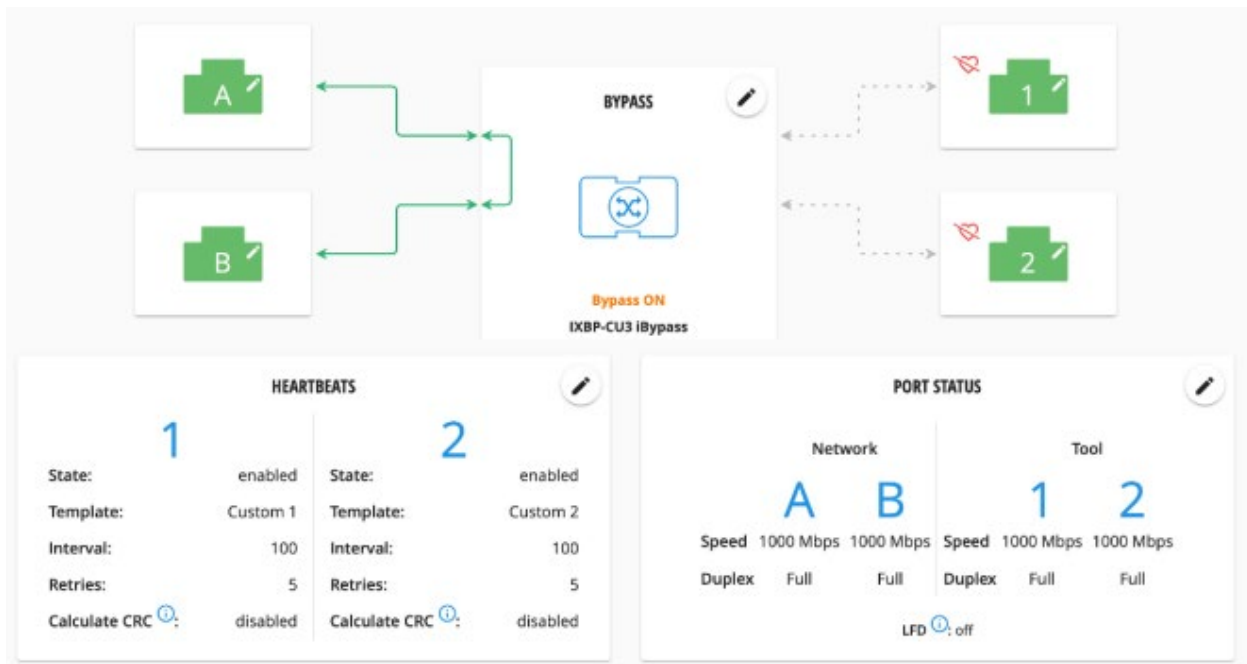 A
BYPASS
1
B
2
Bypass ON
IXBP-CU3 iBypass
HEARTBEATS
1
2
State: enabled State: enabled
Template: Custom 1 Template: Custom 2
Interval: 100 Interval: 100
Retries: 5 Retries: 5
Calculate CRC ⓘ: disabled Calculate CRC ⓘ: disabled
PORT STATUS
Network Tool
A B 1 2
Speed 1000 Mbps 1000 Mbps Speed 1000 Mbps 1000 Mbps
Duplex Full Full Duplex Full Full
LFD ⓘ: off